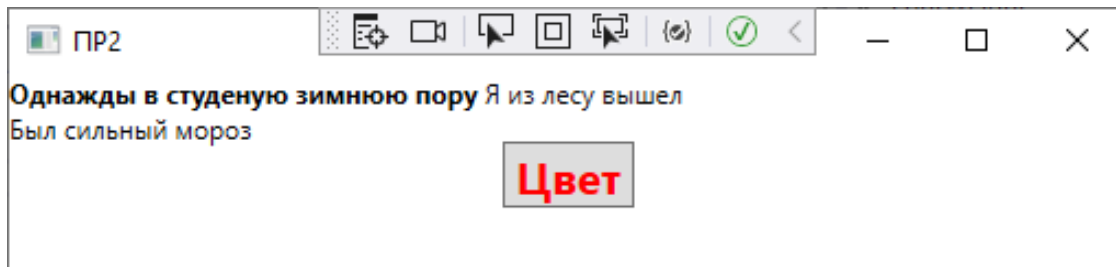 ПР2
Однажды в студеную зимнюю пору Я из лесу вышел
Был сильный мороз
Цвет